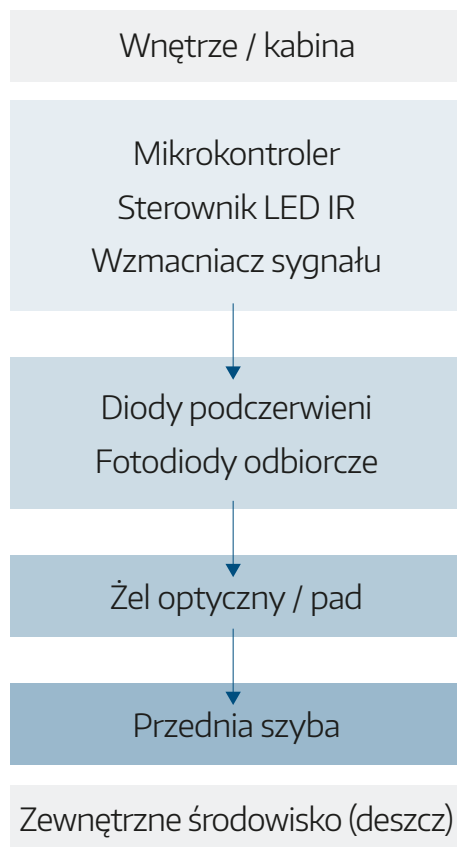 Wnętrze / kabina
Mikrokontroler
Sterownik LED IR
Wzmacniacz sygnału
Diody podczerwieni
Fotodiody odbiorcze
Żel optyczny / pad
Przednia szyba
Zewnętrzne środowisko (deszcz)